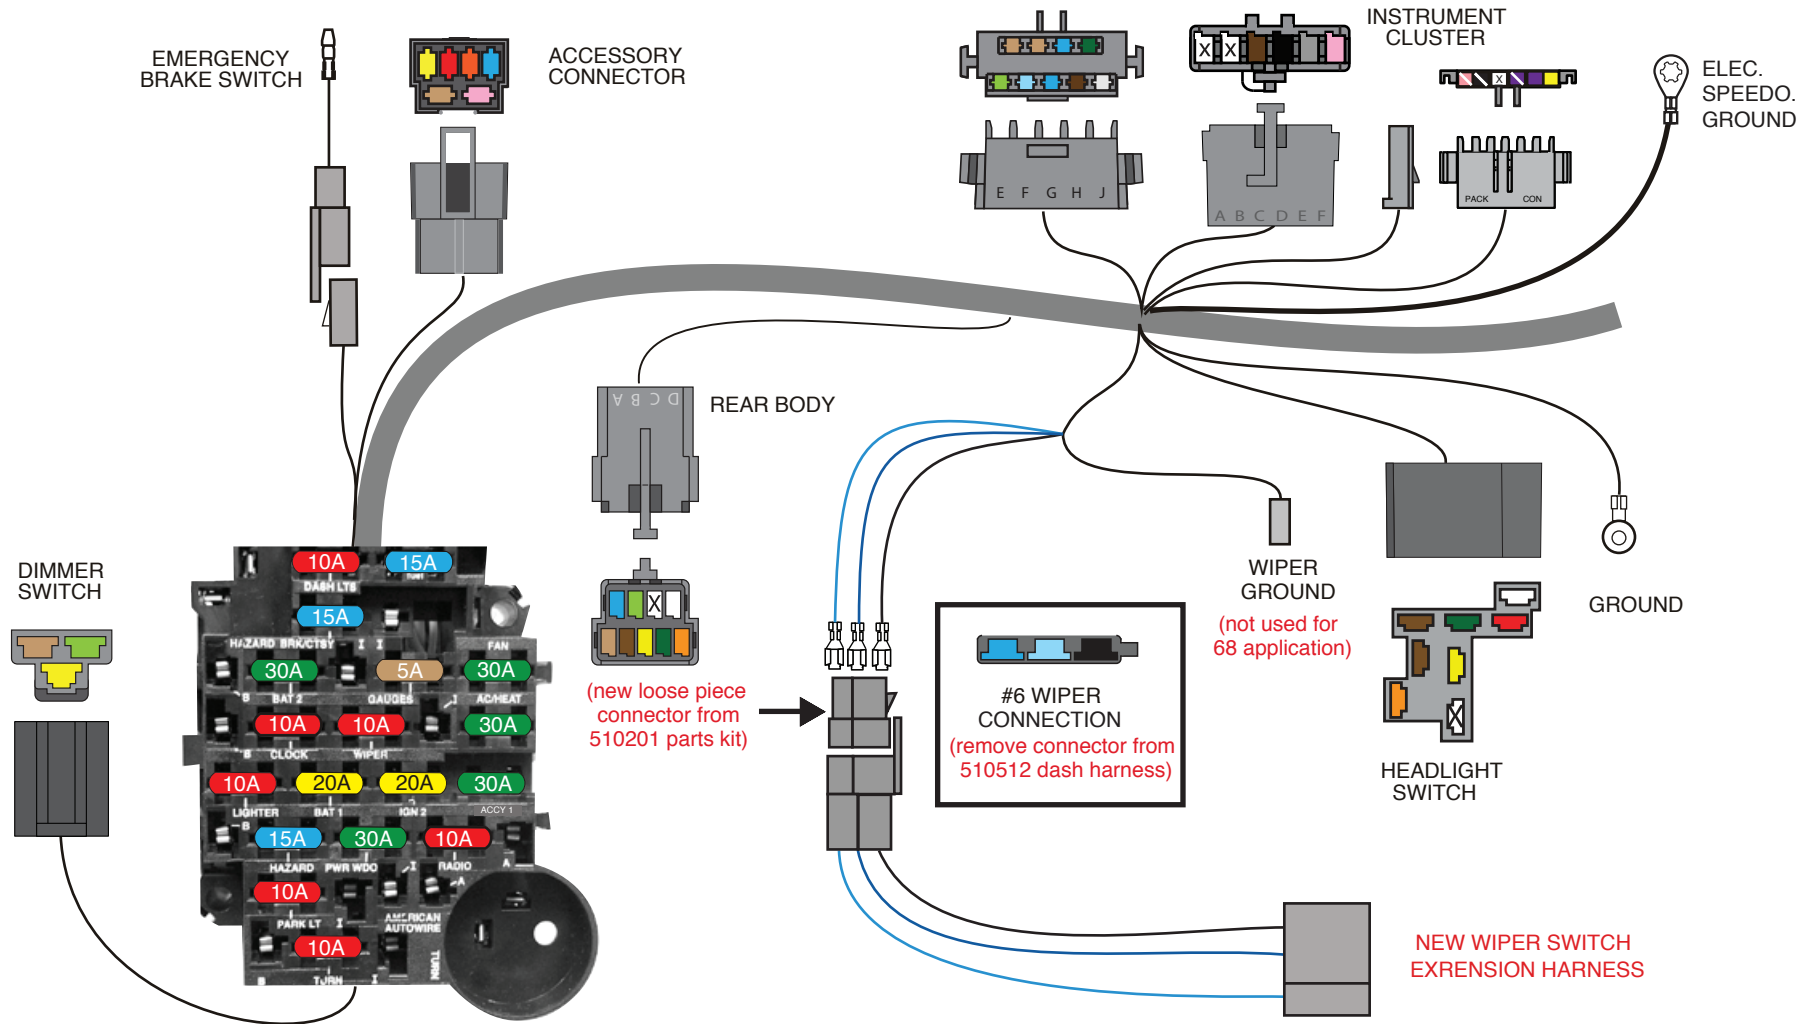 EMERGENCY
BRAKE SWITCH
ACCESSORY
CONNECTOR
INSTRUMENT
CLUSTER
X X
X
ELEC.
SPEEDO.
GROUND
E F G H J
A B C D E F
PACK CON
D C B A
REAR BODY
X
(new loose piece
connector from
510201 parts kit)
DIMMER
SWITCH
10A 15A
DASH LTS
15A
HAZARD BRK/CTSY I I FAN
30A 5A 30A
B BAT 2 GAUGES I AC/HEAT
10A 10A 30A
B CLOCK WIPER
10A 20A 20A 30A
LIGHTER BAT 1 IGN 2 ACCY 1
B
15A 30A 10A
HAZARD PWR WDO I RADIO A
10A A
PARK LT I AMERICAN
AUTOWIRE
10A
B TURN I TURN
#6 WIPER
CONNECTION
(remove connector from
510512 dash harness)
WIPER
GROUND
(not used for
68 application)
GROUND
X
HEADLIGHT
SWITCH
NEW WIPER SWITCH
EXRENSION HARNESS